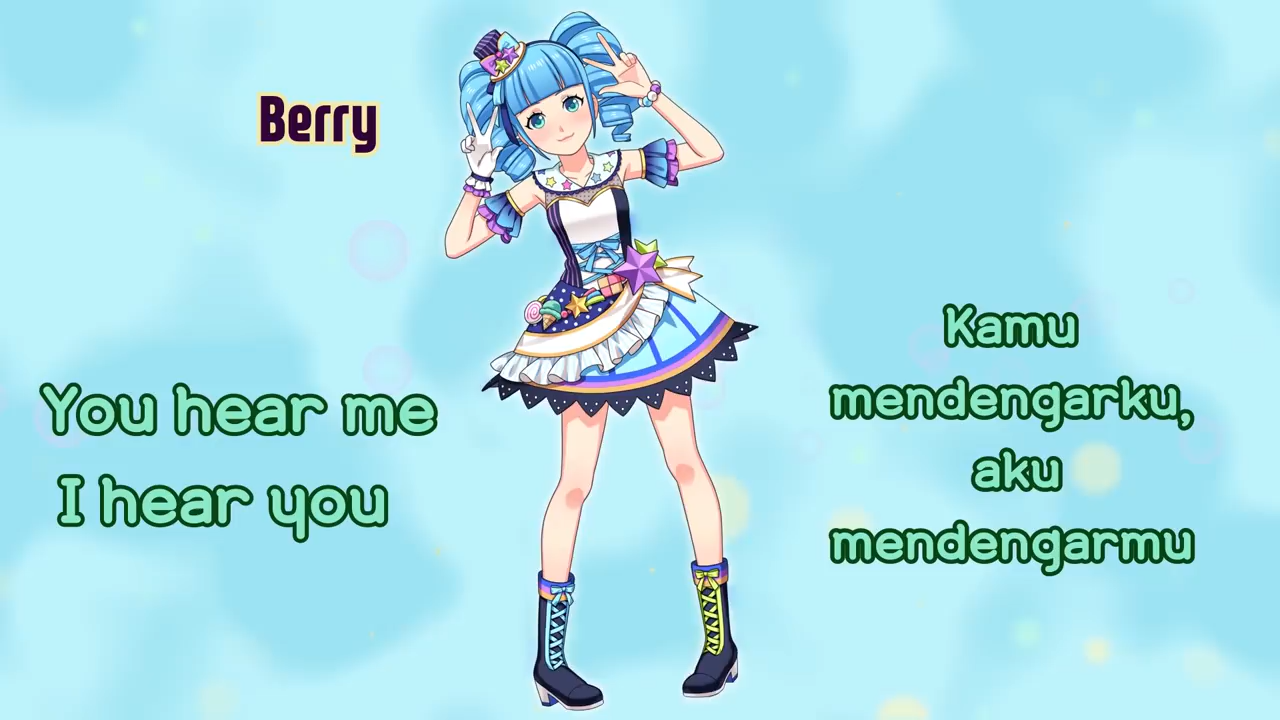 Berry
You hear me
I hear you
Kamu
mendengarku,
aku
mendengarmu